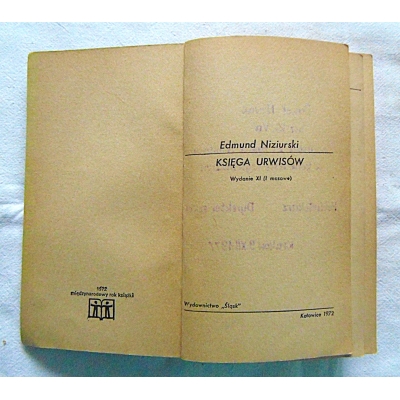 1972
międzynarodowy rok książki
Edmund Niziurski
KSIĘGA URWISÓW
Wydanie XI (I masowe)
Wydawnictwo „Śląsk"
Katowice 1972